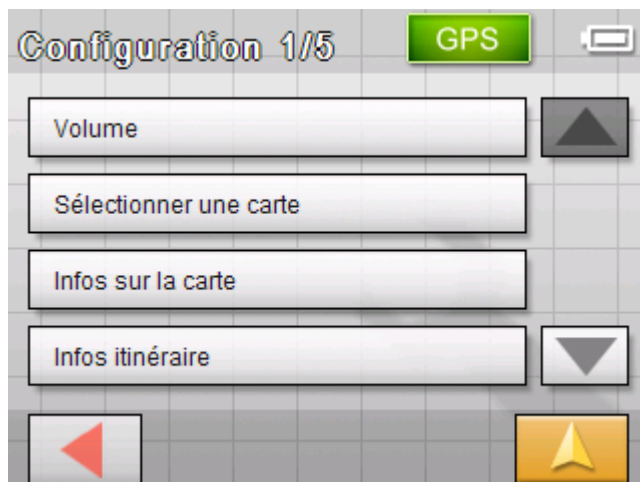 Configuration 1/5
GPS
Volume
Sélectionner une carte
Infos sur la carte
Infos itinéraire